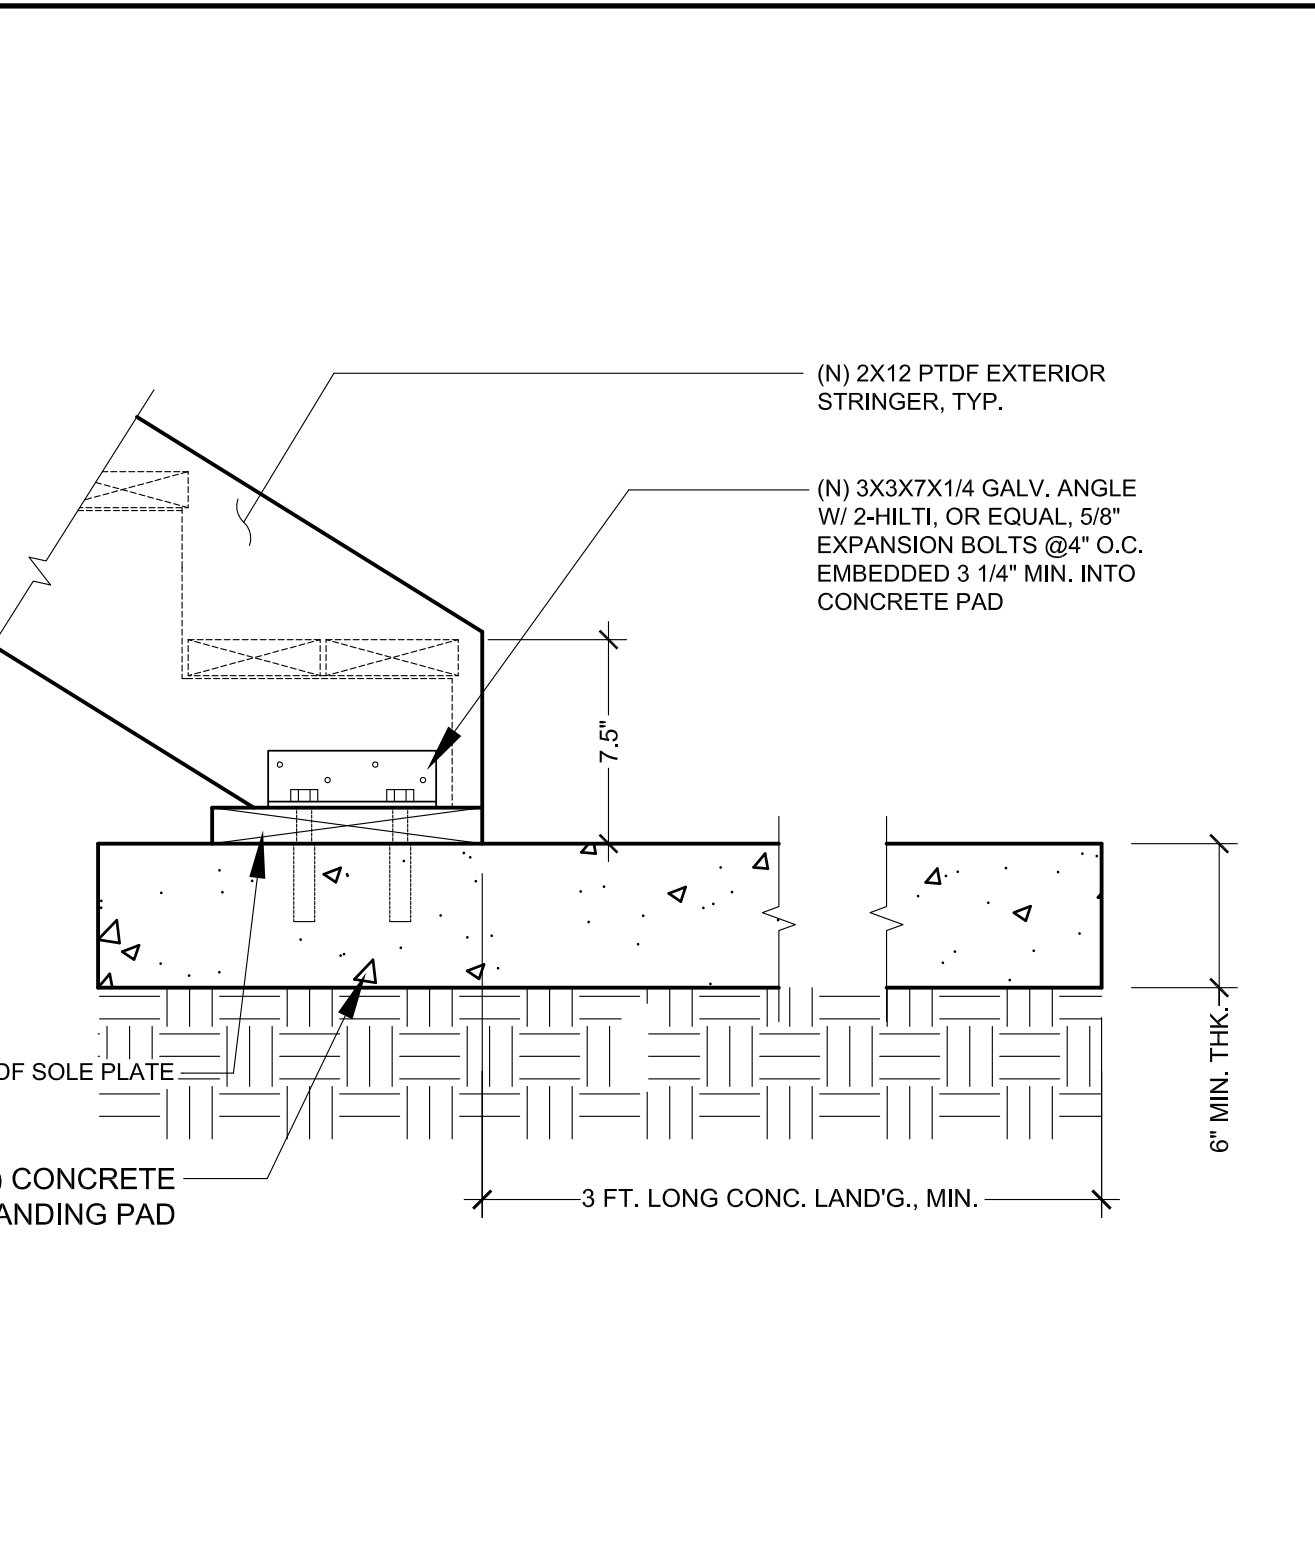 (N) 2X12 PTDF EXTERIOR
STRINGER, TYP.
(N) 3X3X7X1/4 GALV. ANGLE
W/ 2-HILTI, OR EQUAL, 5/8"
EXPANSION BOLTS @4" O.C.
EMBEDDED 3 1/4" MIN. INTO
CONCRETE PAD
7.5"
SOLE PLATE
CONCRETE
PAD
3 FT. LONG CONC. LAND'G., MIN.
6" MIN. THK.